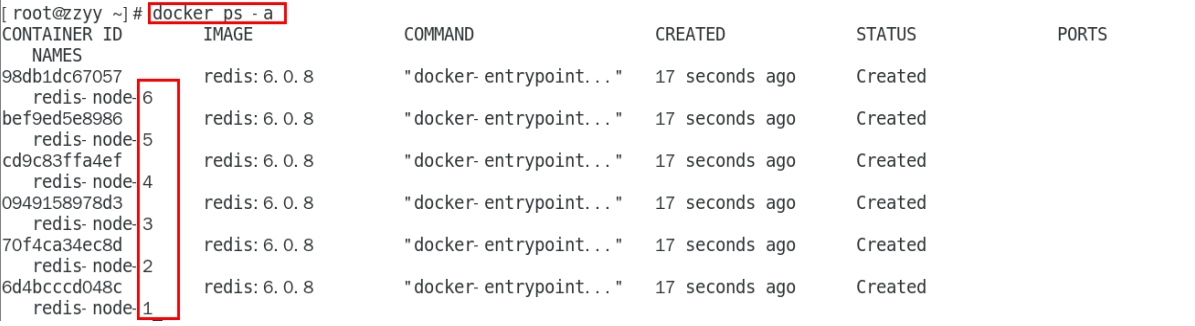 [root@zzyy ~]# docker ps -a
CONTAINER ID IMAGE COMMAND CREATED STATUS PORTS
NAMES
98db1dc67057 redis:6.0.8 "docker-entrypoint..." 17 seconds ago Created
redis-node-6
bef9ed5e8986 redis:6.0.8 "docker-entrypoint..." 17 seconds ago Created
redis-node-5
cd9c83ffa4ef redis:6.0.8 "docker-entrypoint..." 17 seconds ago Created
redis-node-4
0949158978d3 redis:6.0.8 "docker-entrypoint..." 17 seconds ago Created
redis-node-3
70f4ca34ec8d redis:6.0.8 "docker-entrypoint..." 17 seconds ago Created
redis-node-2
6d4bcccd048c redis:6.0.8 "docker-entrypoint..." 17 seconds ago Created
redis-node-1